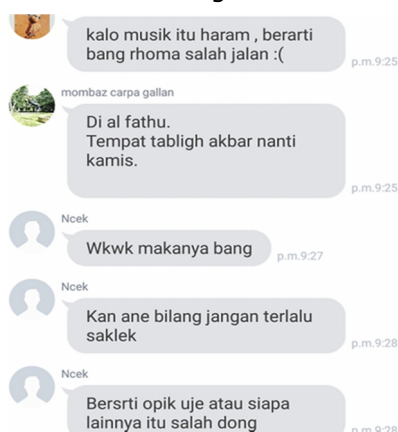 kalo musik itu haram , berarti
bang rhoma salah jalan :(
p.m.9:25
mombaz carpa gallan
Di al fathu.
Tempat tabligh akbar nanti
kamis.
p.m.9:25
Ncek
Wkwk makanya bang
p.m.9:27
Ncek
Kan ane bilang jangan terlalu
saklek
p.m.9:28
Ncek
Bersrti opik uje atau siapa
lainnya itu salah dong
p.m.9:28